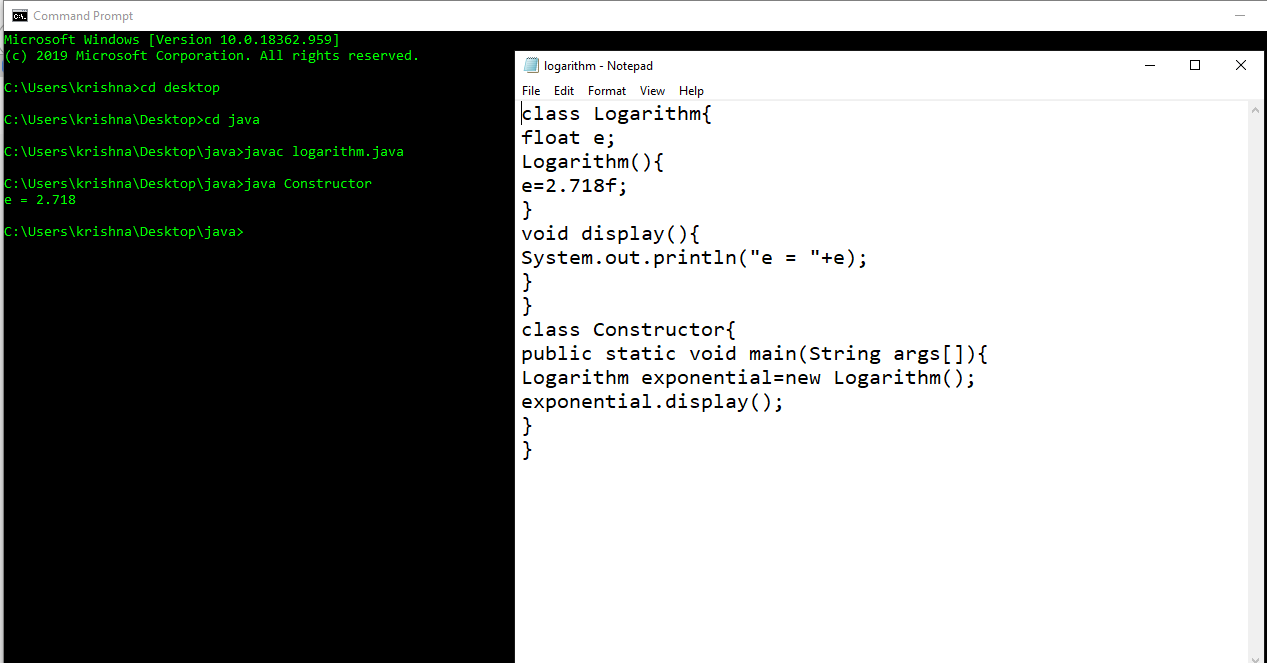 Command Prompt
Microsoft Windows [Version 10.0.18362.959]
(c) 2019 Microsoft Corporation. All rights reserved.
C:\Users\krishna>cd desktop
C:\Users\krishna\Desktop>cd java
C:\Users\krishna\Desktop\java>javac logarithm.java
C:\Users\krishna\Desktop\java>java Constructor
e = 2.718
C:\Users\krishna\Desktop\java>
logarithm - Notepad
File Edit Format View Help
class Logarithm{
float e;
Logarithm(){
e=2.718f;
}
void display(){
System.out.println("e = "+e);
}
}
class Constructor{
public static void main(String args[]){
Logarithm exponential=new Logarithm();
exponential.display();
}
}